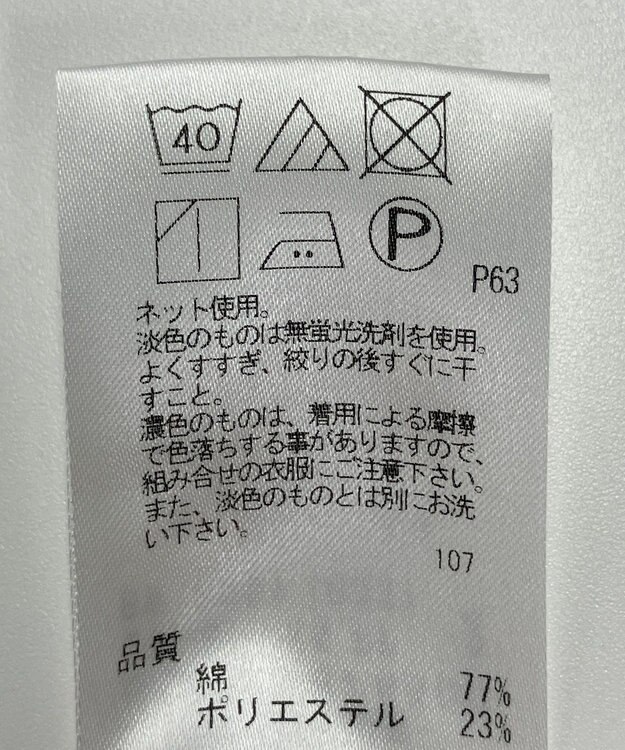 40
P
P63
ネット使用。
淡色のものは無蛍光洗剤を使用。
よくすすぎ、絞りの後すぐに干
すこと。
濃色のものは、着用による摩擦
で色落ちする事がありますので、
組み合せの衣服にご注意下さい。
また、淡色のものとは別にお洗
い下さい。
107
品質
綿 77%
ポリエステル 23%